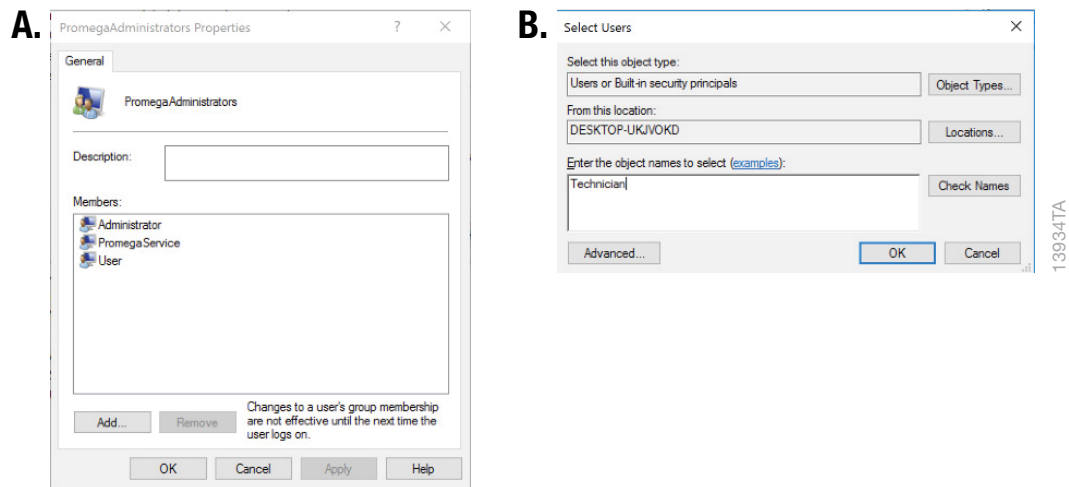 A.
PromegaAdministrators Properties
General
PromegaAdministrators
Description:
Members:
Administrator
PromegaService
User
Add...
Remove
Changes to a user's group membership
are not effective until the next time the
user logs on.
OK
Cancel
Apply
Help
B.
Select Users
Select this object type:
Users or Built-in security principals
Object Types...
From this location:
DESKTOP-UKJVOKD
Locations...
Enter the object names to select (examples):
Technician
Check Names
Advanced...
OK
Cancel
13934TA